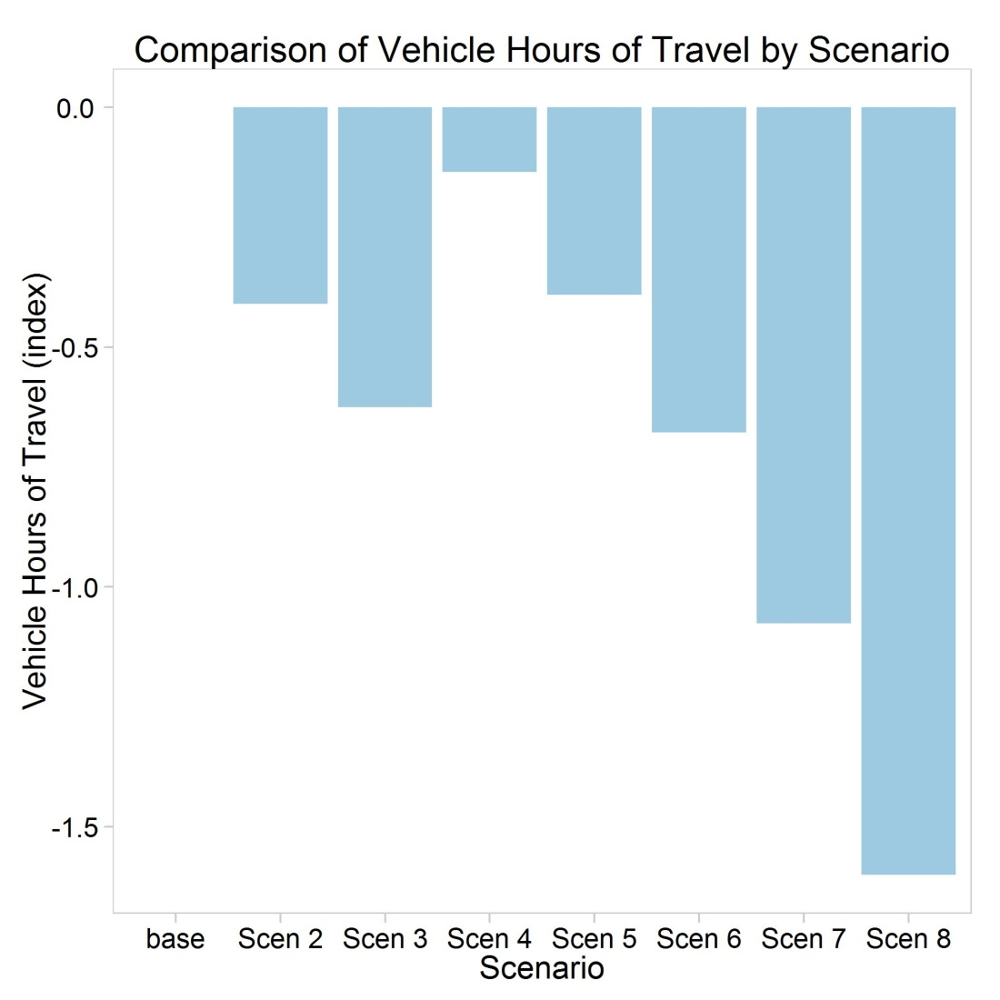 Comparison of Vehicle Hours of Travel by Scenario
Vehicle Hours of Travel (index)
0.0
-0.5
-1.0
-1.5
base Scen 2 Scen 3 Scen 4 Scen 5 Scen 6 Scen 7 Scen 8
Scenario